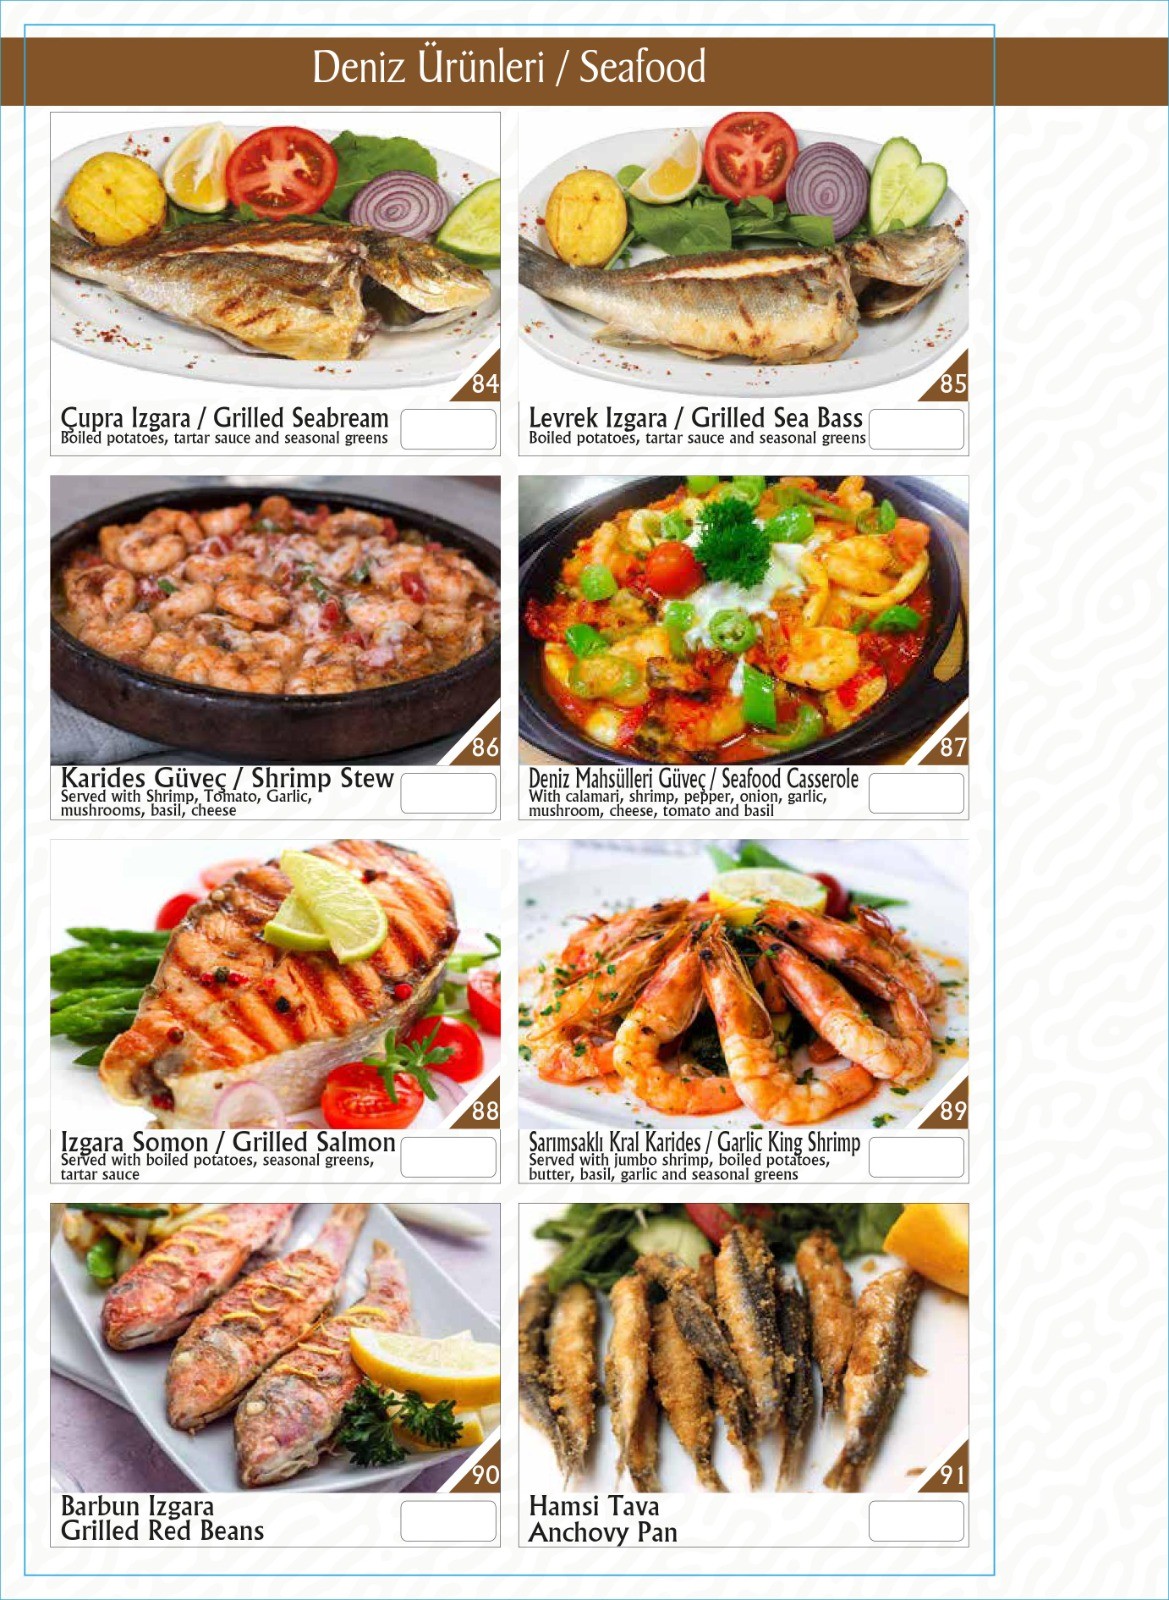 Deniz Ürünleri / Seafood
84
85
Çupra Izgara / Grilled Seabream
Boiled potatoes, tartar sauce and seasonal greens
Levrek Izgara / Grilled Sea Bass
Boiled potatoes, tartar sauce and seasonal greens
86
87
Karides Güveç / Shrimp Stew
Served with Shrimp, Tomato, Garlic,
mushrooms, basil, cheese
Deniz Mahsülleri Güveç / Seafood Casserole
With calamari, shrimp, pepper, onion, garlic,
mushroom, cheese, tomato and basil
88
89
Izgara Somon / Grilled Salmon
Served with boiled potatoes, seasonal greens,
tartar sauce
Sarımsaklı Kral Karides / Garlic King Shrimp
Served with jumbo shrimp, boiled potatoes,
butter, basil, garlic and seasonal greens
90
91
Barbun Izgara
Grilled Red Beans
Hamsi Tava
Anchovy Pan